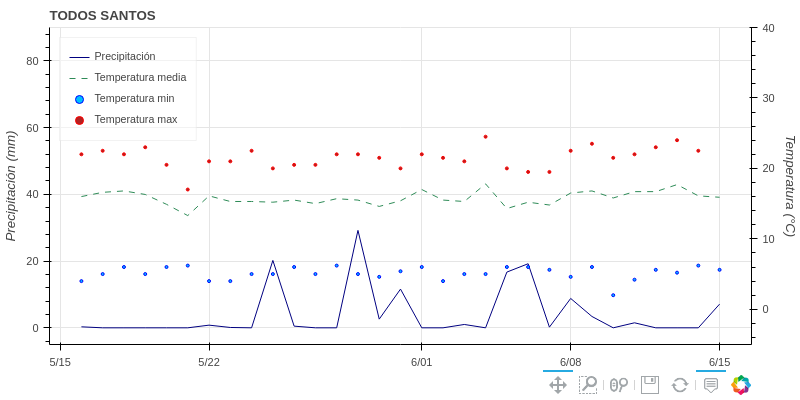 TODOS SANTOS
Precipitación
Temperatura media
Temperatura min
Temperatura max
Precipitación (mm)
80
60
40
20
0
Temperatura (°C)
40
30
20
10
0
5/15 5/22 6/01 6/08 6/15